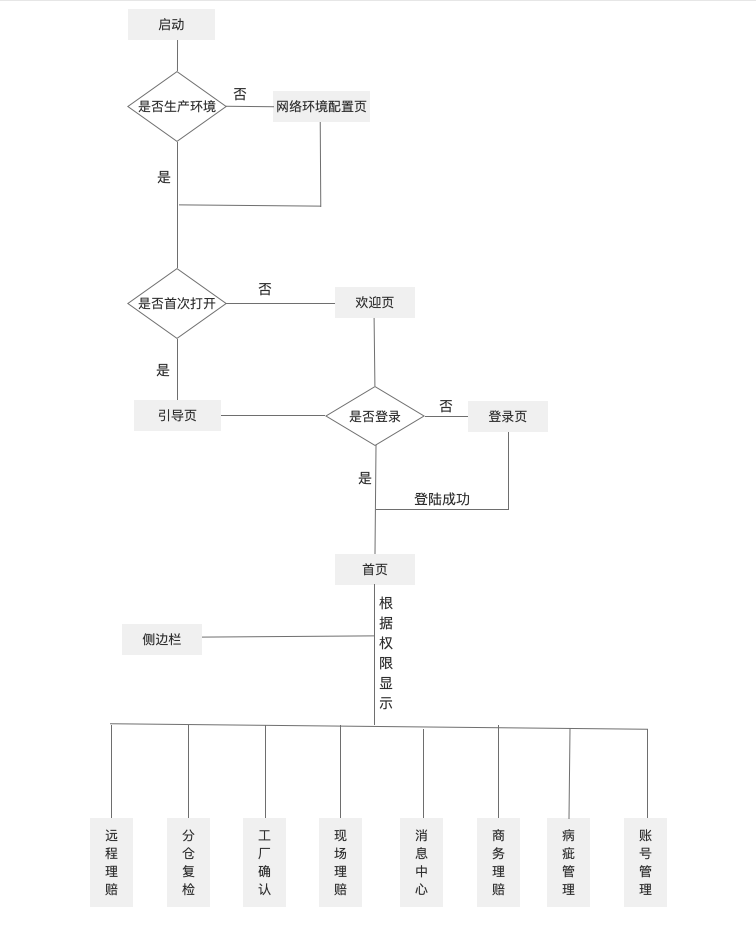 启动
否
是否生产环境
网络环境配置页
是
否
是否首次打开
欢迎页
是
引导页
是否登录
否
登录页
是
登陆成功
首页
根据权限显示
侧边栏
远程理赔
分仓复检
工厂确认
现场理赔
消息中心
商务理赔
病疵管理
账号管理